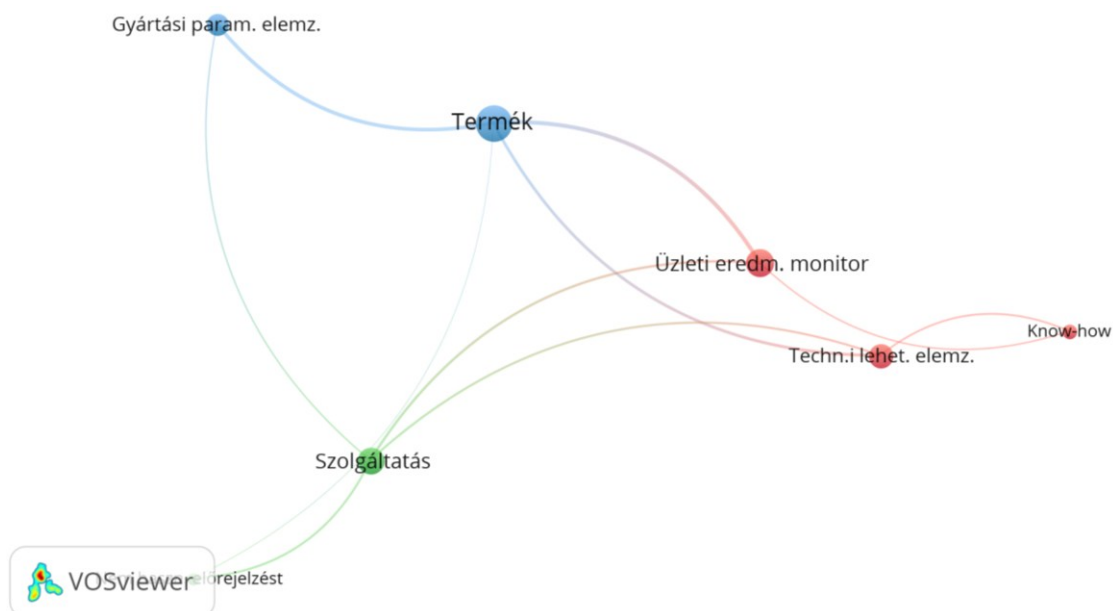 Gyártási param. elemz.
Termék
Üzleti eredm. monitor
Know-how
Techn.i lehet. elemz.
Szolgáltatás
VOSviewer
előrejelzést